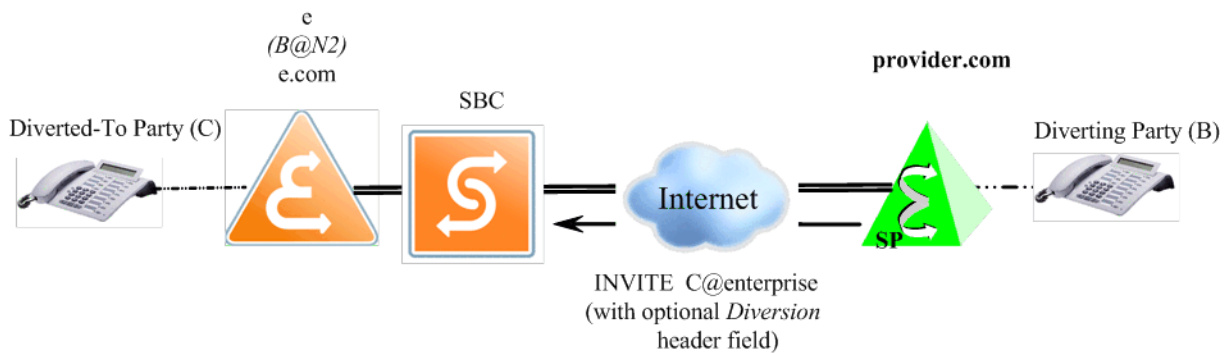 e
(B@N2)
e.com
provider.com
SBC
Diverted-To Party (C)
Diverting Party (B)
Internet
SP
INVITE C@enterprise
(with optional Diversion
header field)